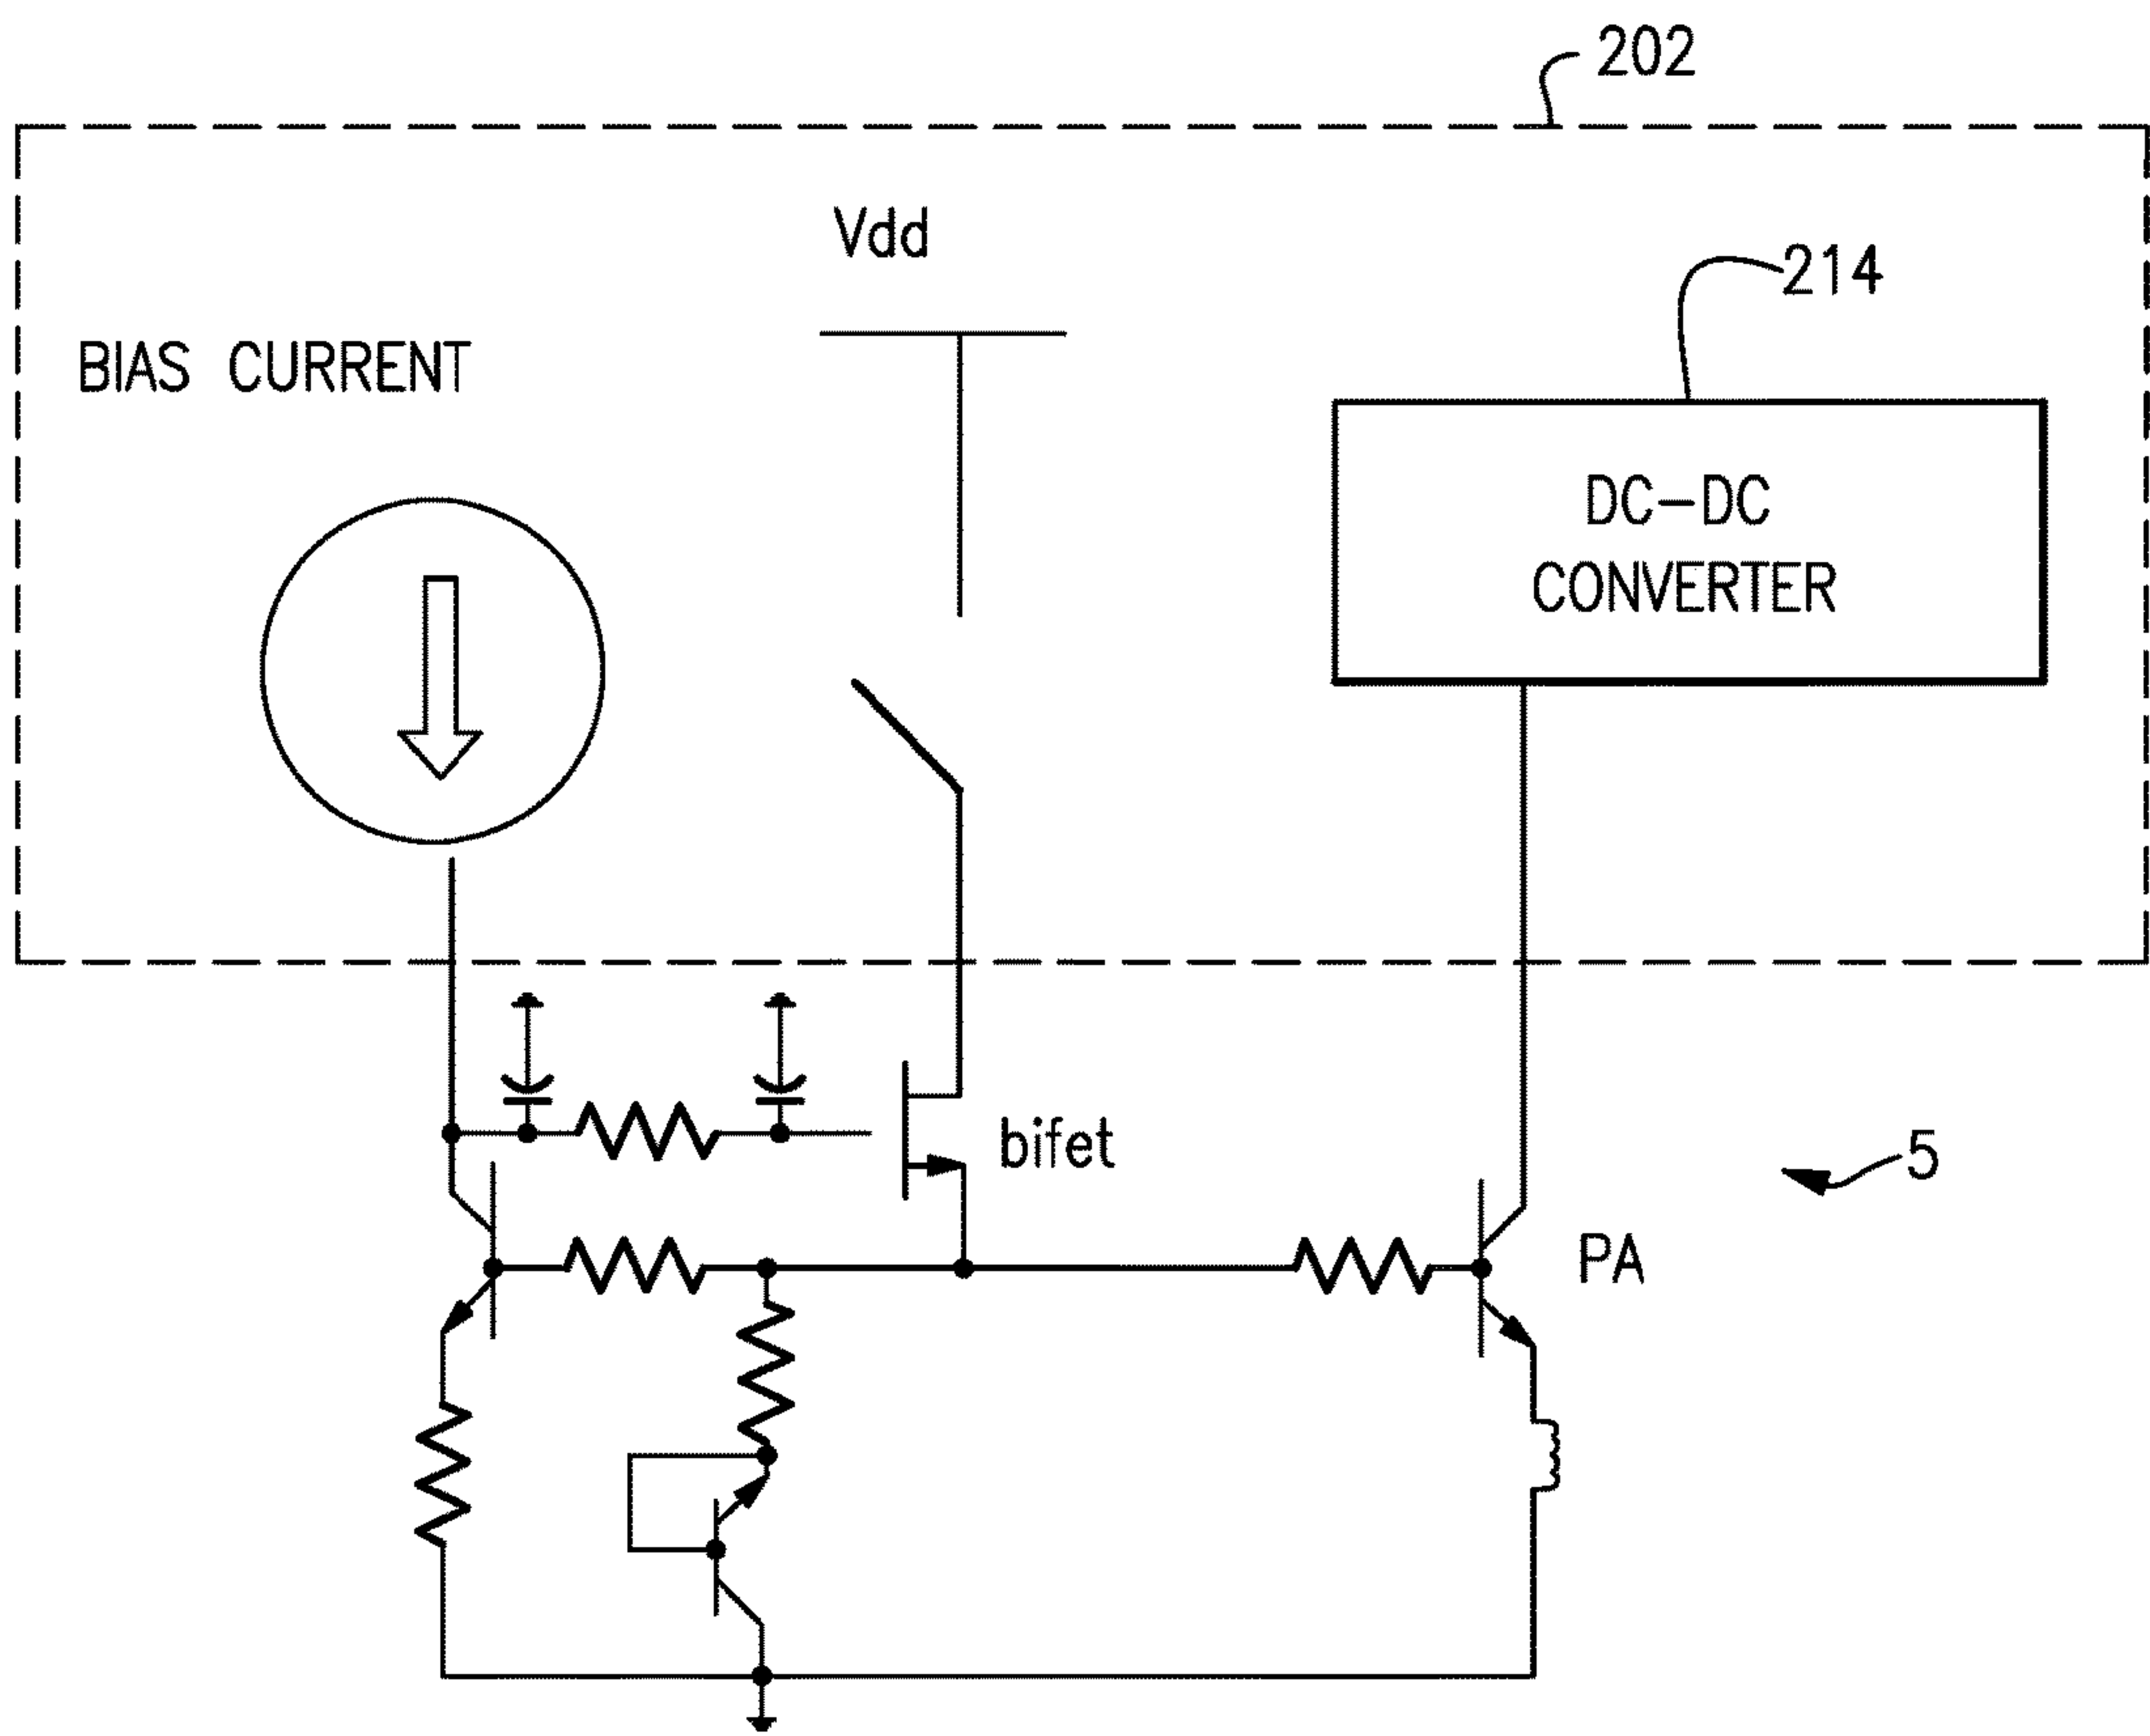 202
Vdd
214
BIAS CURRENT
DC-DC
CONVERTER
bifet
5
PA